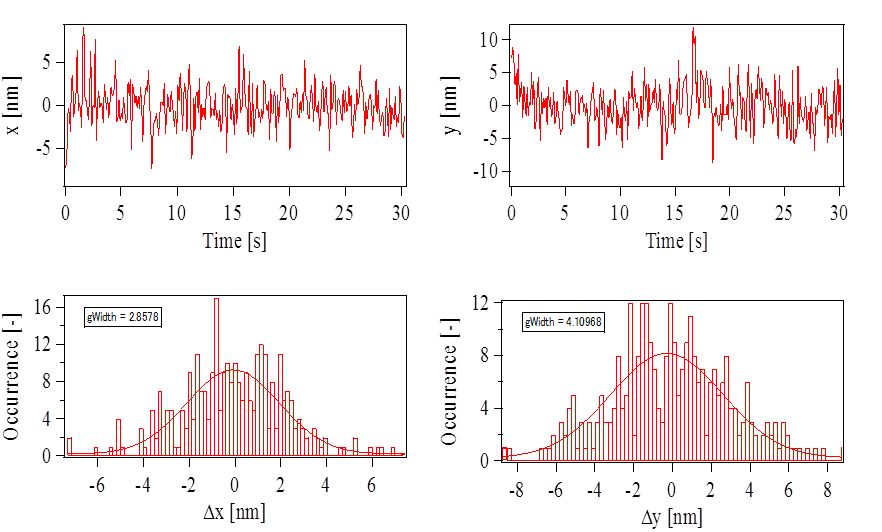 x [nm]
5
0
-5
0 5 10 15 20 25 30
Time [s]
y [nm]
10
5
0
-5
-10
0 5 10 15 20 25 30
Time [s]
Occurrence [-]
16
12
8
4
0
gWidth = 2.8578
-6 -4 -2 0 2 4 6
Δx [nm]
Occurrence [-]
12
8
4
0
gWidth = 4.10968
-8 -6 -4 -2 0 2 4 6 8
Δy [nm]